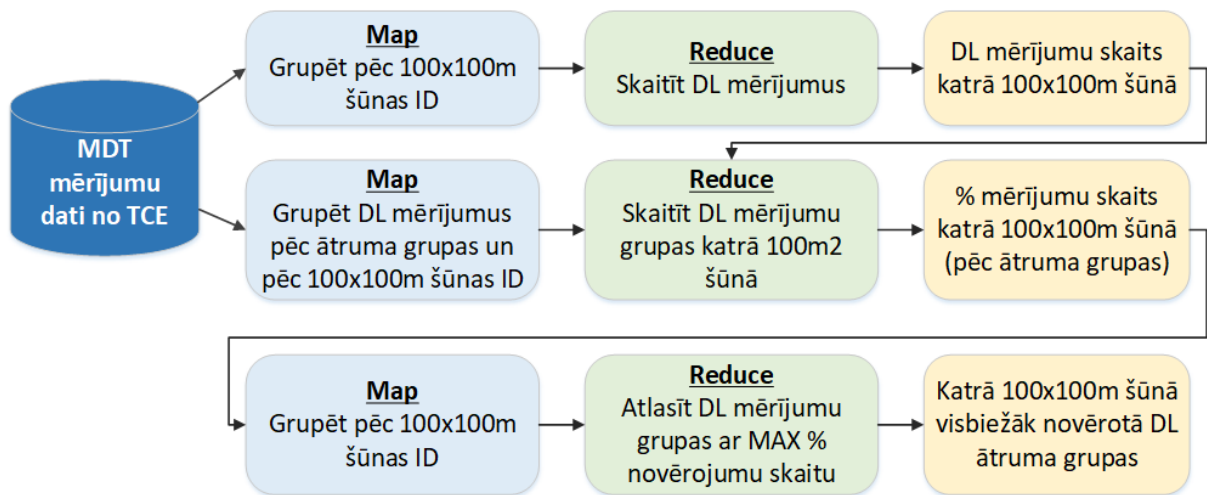 MDT
mērījumu
dati no TCE
Map
Grupēt pēc 100x100m
šūnas ID
Reduce
Skaitīt DL mērījumus
DL mērījumu skaits
katrā 100x100m šūnā
Map
Grupēt DL mērījumus
pēc ātruma grupas un
pēc 100x100m šūnas ID
Reduce
Skaitīt DL mērījumu
grupas katrā 100m2
šūnā
% mērījumu skaits
katrā 100x100m šūnā
(pēc ātruma grupas)
Map
Grupēt pēc 100x100m
šūnas ID
Reduce
Atlasīt DL mērījumu
grupas ar MAX %
novērojumu skaitu
Katrā 100x100m šūnā
visbiežāk novērotā DL
ātruma grupas